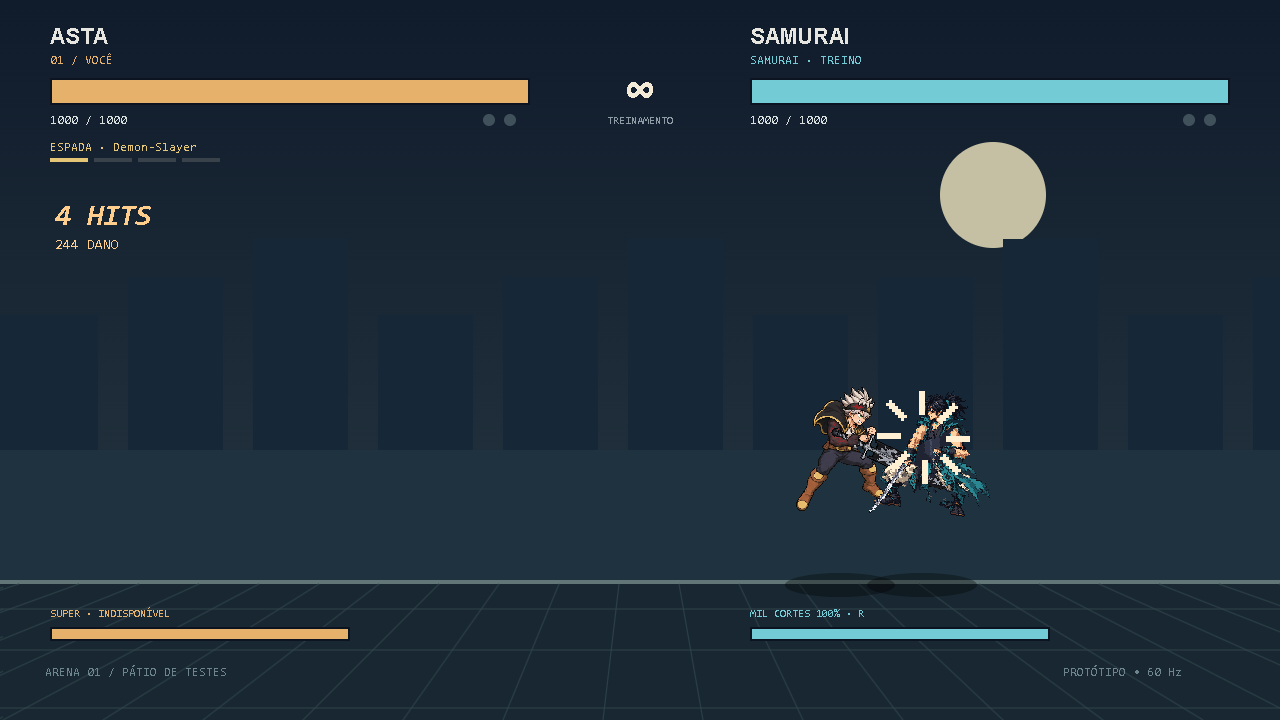 ASTA
01 / VOCÊ
1000 / 1000
ESPADA · Demon-Slayer
4 HITS
244 DANO
∞
TREINAMENTO
SAMURAI
SAMURAI · TREINO
1000 / 1000
SUPER · INDISPONÍVEL
MIL CORTES 100% · R
ARENA 01 / PÁTIO DE TESTES
PROTÓTIPO • 60 Hz